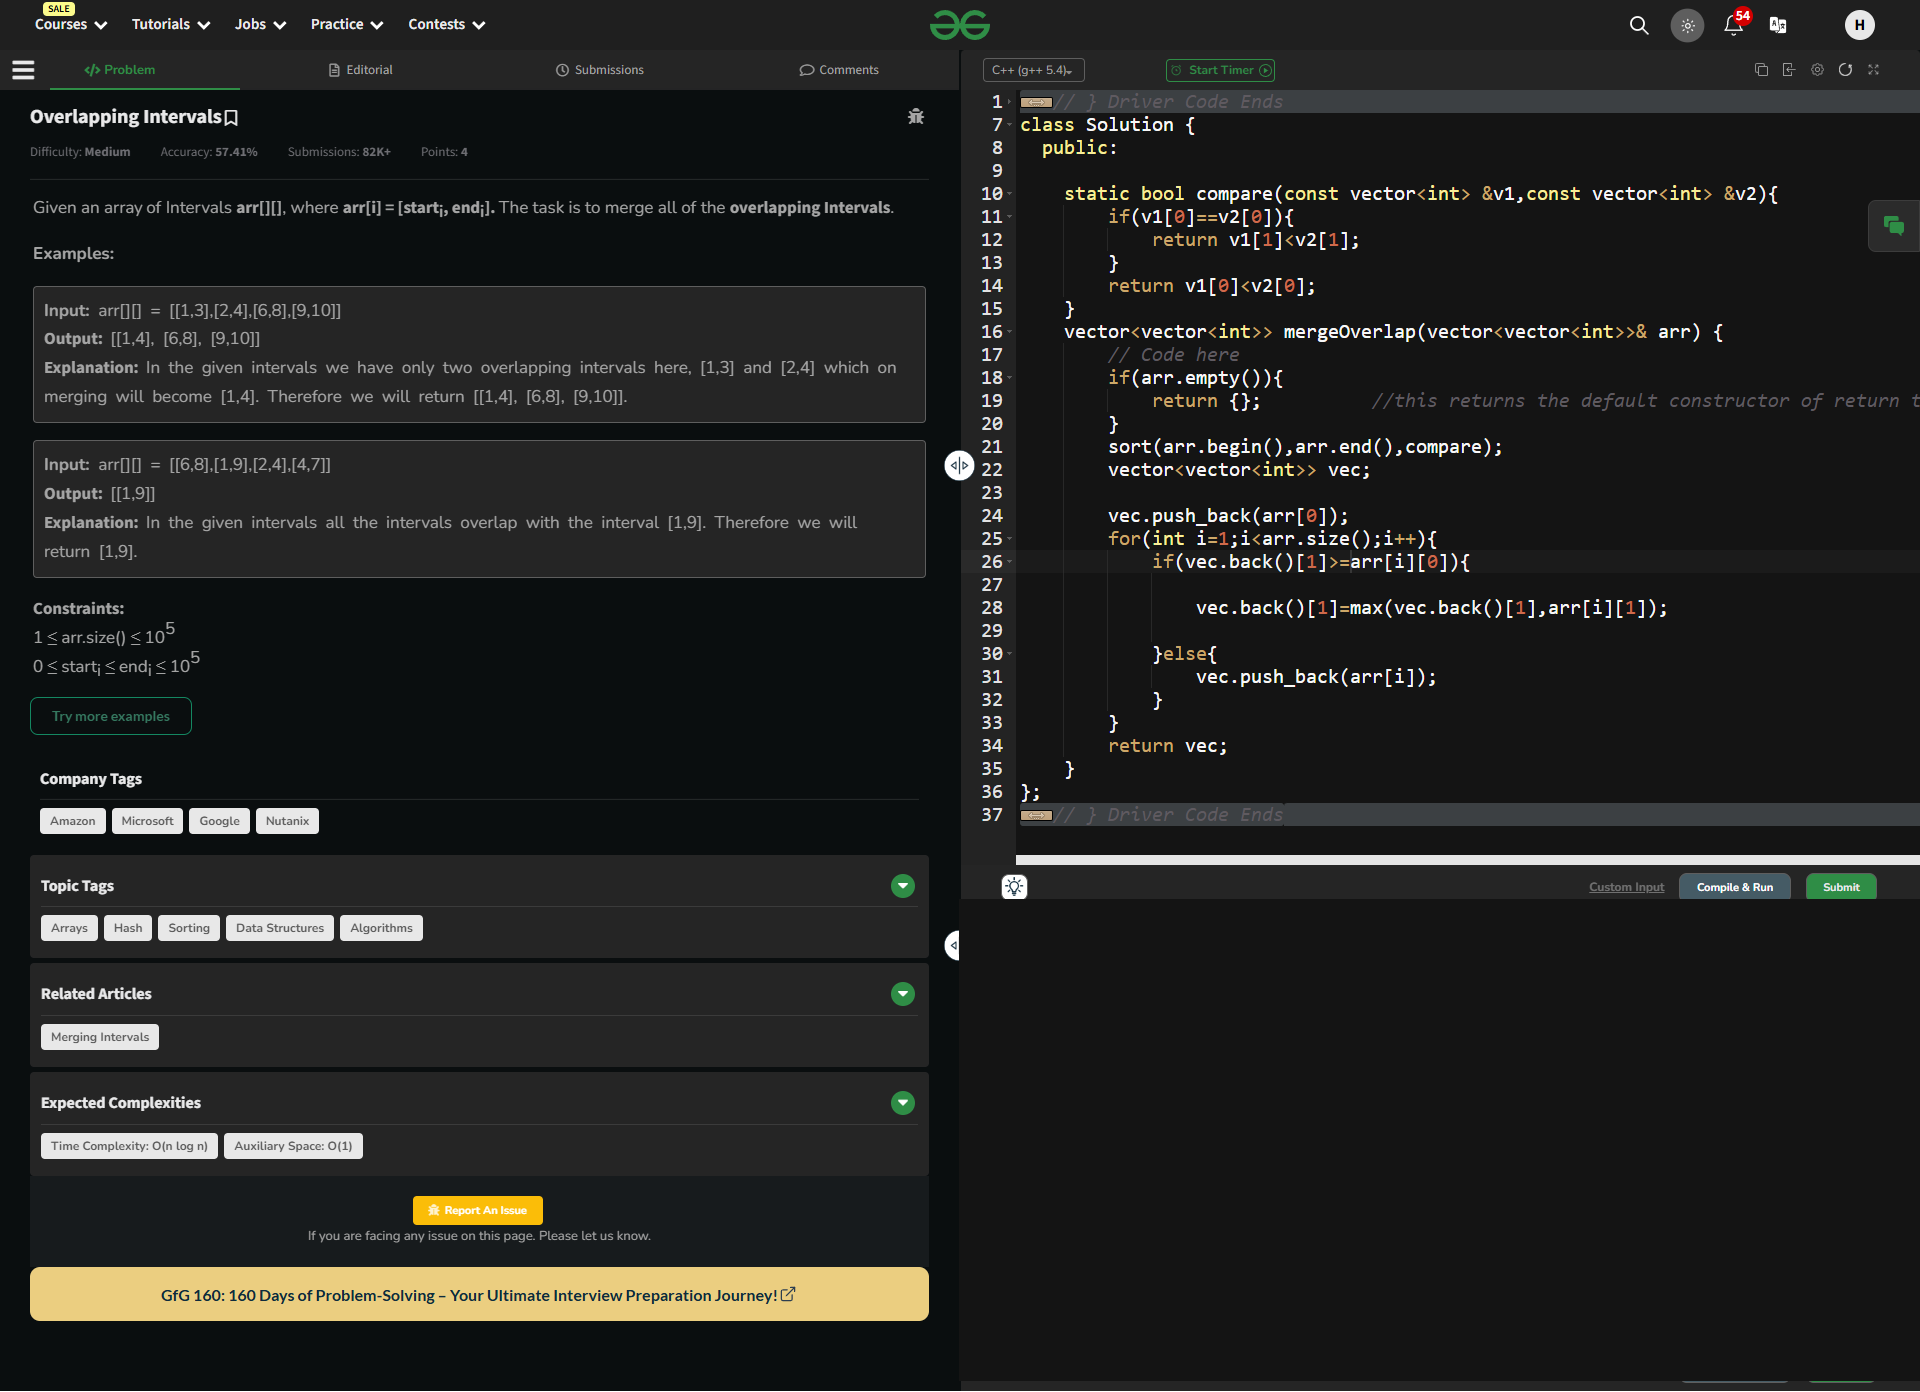 SALE
Courses Tutorials Jobs Practice Contests
54
H
</> Problem Editorial Submissions Comments
Overlapping Intervals
Difficulty: Medium Accuracy: 57.41% Submissions: 82K+ Points: 4
Given an array of Intervals arr[][], where arr[i] = [startᵢ, endᵢ]. The task is to merge all of the overlapping Intervals.
Examples:
Input: arr[][] = [[1,3],[2,4],[6,8],[9,10]]
Output: [[1,4], [6,8], [9,10]]
Explanation: In the given intervals we have only two overlapping intervals here, [1,3] and [2,4] which on
merging will become [1,4]. Therefore we will return [[1,4], [6,8], [9,10]].
Input: arr[][] = [[6,8],[1,9],[2,4],[4,7]]
Output: [[1,9]]
Explanation: In the given intervals all the intervals overlap with the interval [1,9]. Therefore we will
return [1,9].
Constraints:
1 ≤ arr.size() ≤ 10⁵
0 ≤ startᵢ ≤ endᵢ ≤ 10⁵
Try more examples
Company Tags
Amazon Microsoft Google Nutanix
Topic Tags
Arrays Hash Sorting Data Structures Algorithms
Related Articles
Merging Intervals
Expected Complexities
Time Complexity: O(n log n) Auxiliary Space: O(1)
Report An Issue
If you are facing any issue on this page. Please let us know.
GfG 160: 160 Days of Problem-Solving – Your Ultimate Interview Preparation Journey!
C++ (g++ 5.4) Start Timer
1 // } Driver Code Ends
7 class Solution {
8 public:
9
10 static bool compare(const vector<int> &v1,const vector<int> &v2){
11 if(v1[0]==v2[0]){
12 return v1[1]<v2[1];
13 }
14 return v1[0]<v2[0];
15 }
16 vector<vector<int>> mergeOverlap(vector<vector<int>>& arr) {
17 // Code here
18 if(arr.empty()){
19 return {}; //this returns the default constructor of return t
20 }
21 sort(arr.begin(),arr.end(),compare);
22 vector<vector<int>> vec;
23
24 vec.push_back(arr[0]);
25 for(int i=1;i<arr.size();i++){
26 if(vec.back()[1]>=arr[i][0]){
27
28 vec.back()[1]=max(vec.back()[1],arr[i][1]);
29
30 }else{
31 vec.push_back(arr[i]);
32 }
33 }
34 return vec;
35 }
36 };
37 // } Driver Code Ends
Custom Input Compile & Run Submit